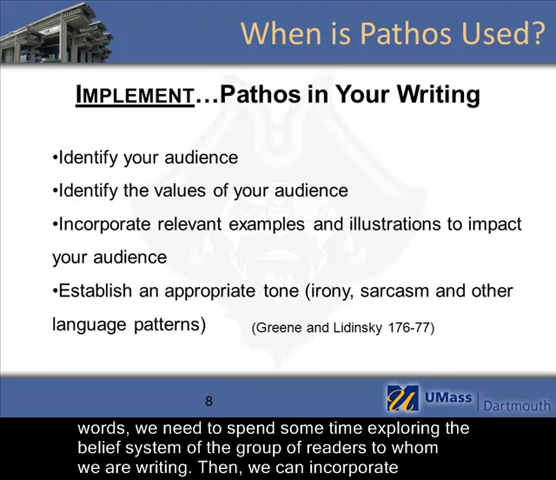 When is Pathos Used?
IMPLEMENT…Pathos in Your Writing
•Identify your audience
•Identify the values of your audience
•Incorporate relevant examples and illustrations to impact
your audience
•Establish an appropriate tone (irony, sarcasm and other
language patterns) (Greene and Lidinsky 176-77)
8
UMass Dartmouth
words, we need to spend some time exploring the
belief system of the group of readers to whom
we are writing. Then, we can incorporate